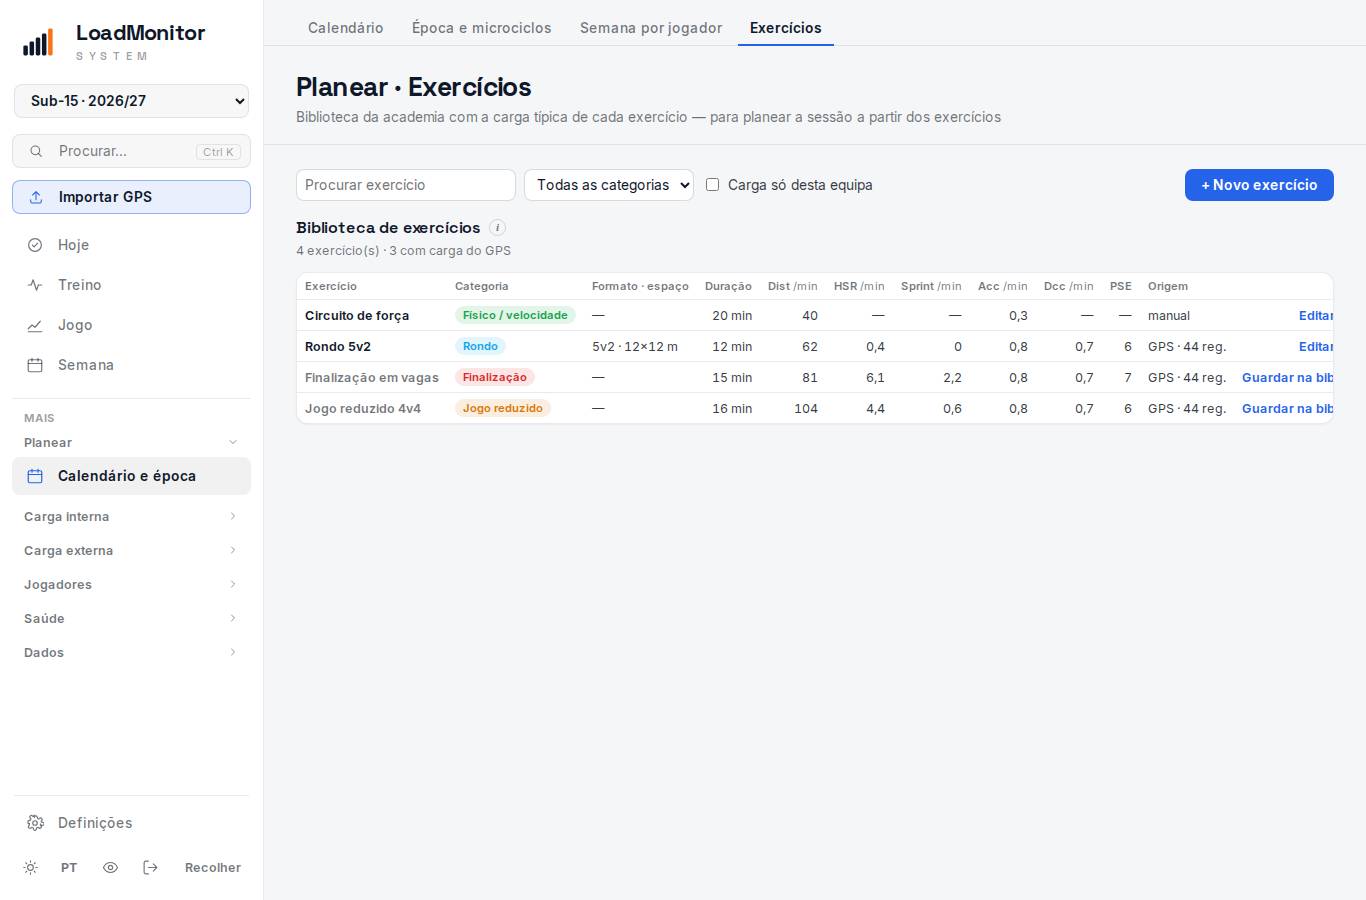 LoadMonitor
SYSTEM
Sub-15 · 2026/27
Procurar...
Ctrl K
Importar GPS
Hoje
Treino
Jogo
Semana
MAIS
Planear
Calendário e época
Carga interna
Carga externa
Jogadores
Saúde
Dados
Definições
PT
Recolher
Calendário
Época e microciclos
Semana por jogador
Exercícios
Planear · Exercícios
Biblioteca da academia com a carga típica de cada exercício — para planear a sessão a partir dos exercícios
Procurar exercício
Todas as categorias
Carga só desta equipa
+ Novo exercício
Biblioteca de exercícios i
4 exercício(s) · 3 com carga do GPS
Exercício Categoria Formato · espaço Duração Dist /min HSR /min Sprint /min Acc /min Dcc /min PSE Origem
Circuito de força Físico / velocidade — 20 min 40 — — 0,3 — — manual Editar
Rondo 5v2 Rondo 5v2 · 12×12 m 12 min 62 0,4 0 0,8 0,7 6 GPS · 44 reg. Editar
Finalização em vagas Finalização — 15 min 81 6,1 2,2 0,8 0,7 7 GPS · 44 reg. Guardar na bib
Jogo reduzido 4v4 Jogo reduzido — 16 min 104 4,4 0,6 0,8 0,7 6 GPS · 44 reg. Guardar na bib